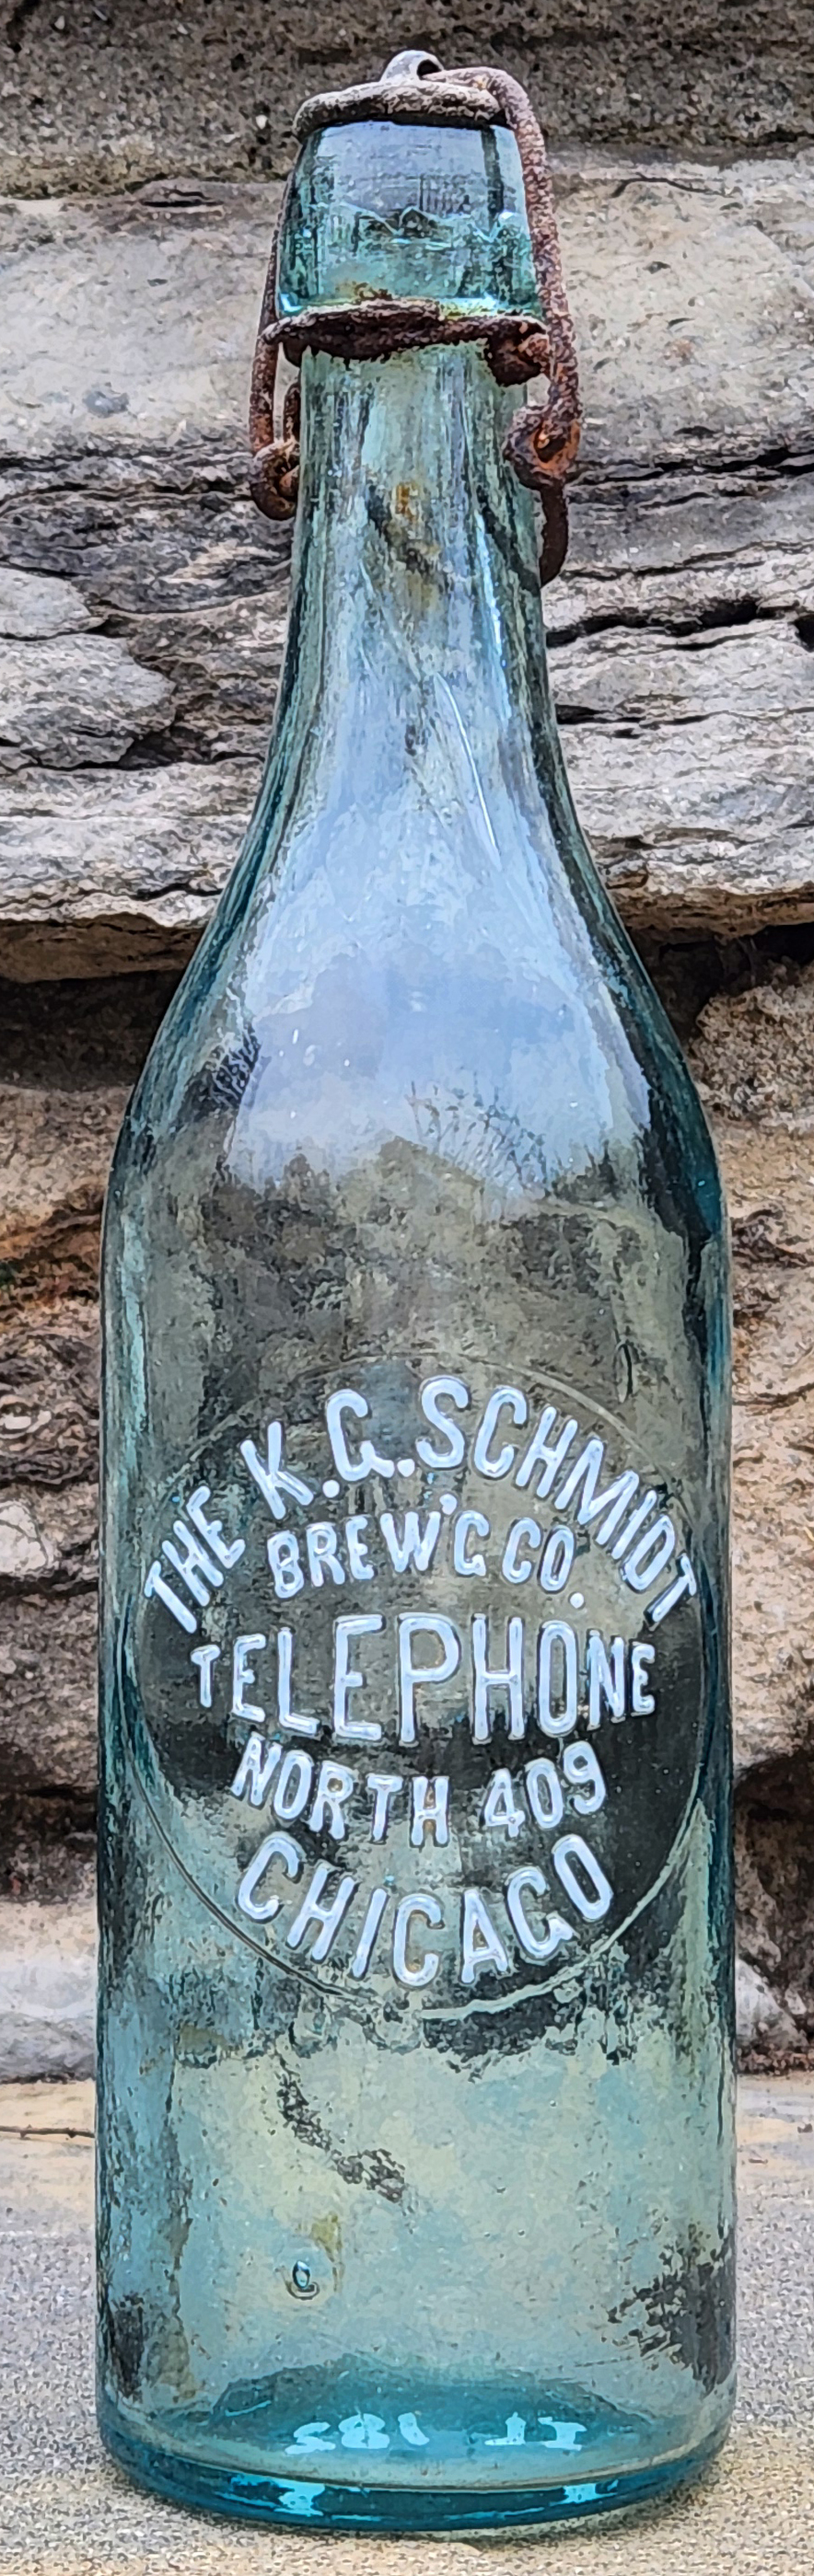 THE K.G. SCHMIDT
BREW'G CO.
TELEPHONE
NORTH 409
CHICAGO